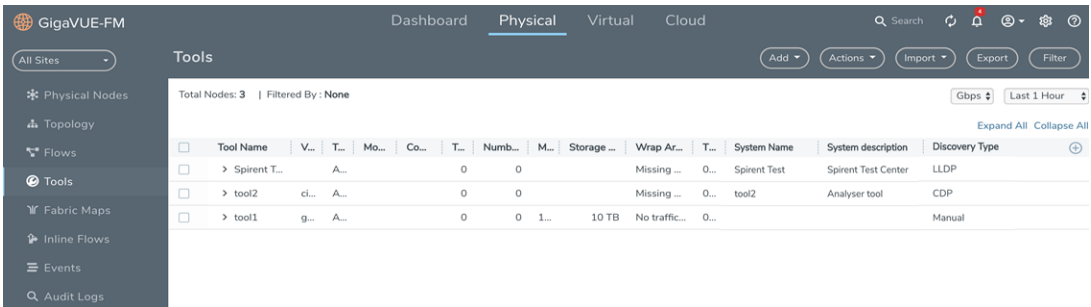 GigaVUE-FM Dashboard Physical Virtual Cloud Search 4
All Sites Tools Add Actions Import Export Filter
Physical Nodes
Topology
Flows
Tools
Fabric Maps
Inline Flows
Events
Audit Logs
Total Nodes: 3 | Filtered By : None Gbps Last 1 Hour
Expand All Collapse All
Tool Name V... T... Mo... Co... T... Numb... M... Storage ... Wrap Ar... T... System Name System description Discovery Type
> Spirent T... A... 0 0 Missing ... 0... Spirent Test Spirent Test Center LLDP
> tool2 ci... A... 0 0 Missing ... 0... tool2 Analyser tool CDP
> tool1 g... A... 0 0 1... 10 TB No traffic... 0... Manual